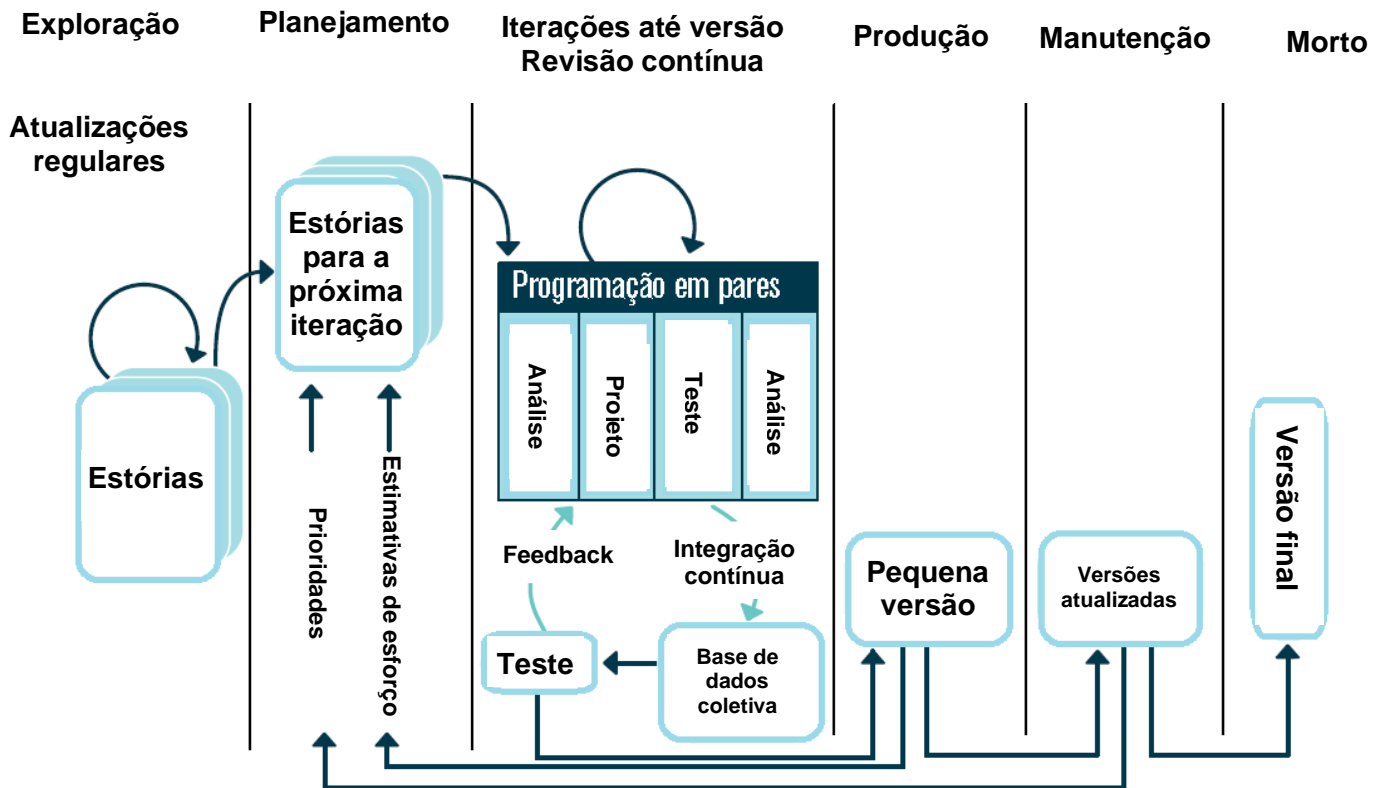 Exploração
Planejamento
Iterações até versão
Revisão contínua
Produção
Manutenção
Morto
Atualizações
regulares
Estórias
Estórias
para a
próxima
iteração
Prioridades
Estimativas de esforço
Programação em pares
Análise
Projeto
Teste
Análise
Feedback
Integração
contínua
Teste
Base de
dados
coletiva
Pequena
versão
Versões
atualizadas
Versão final